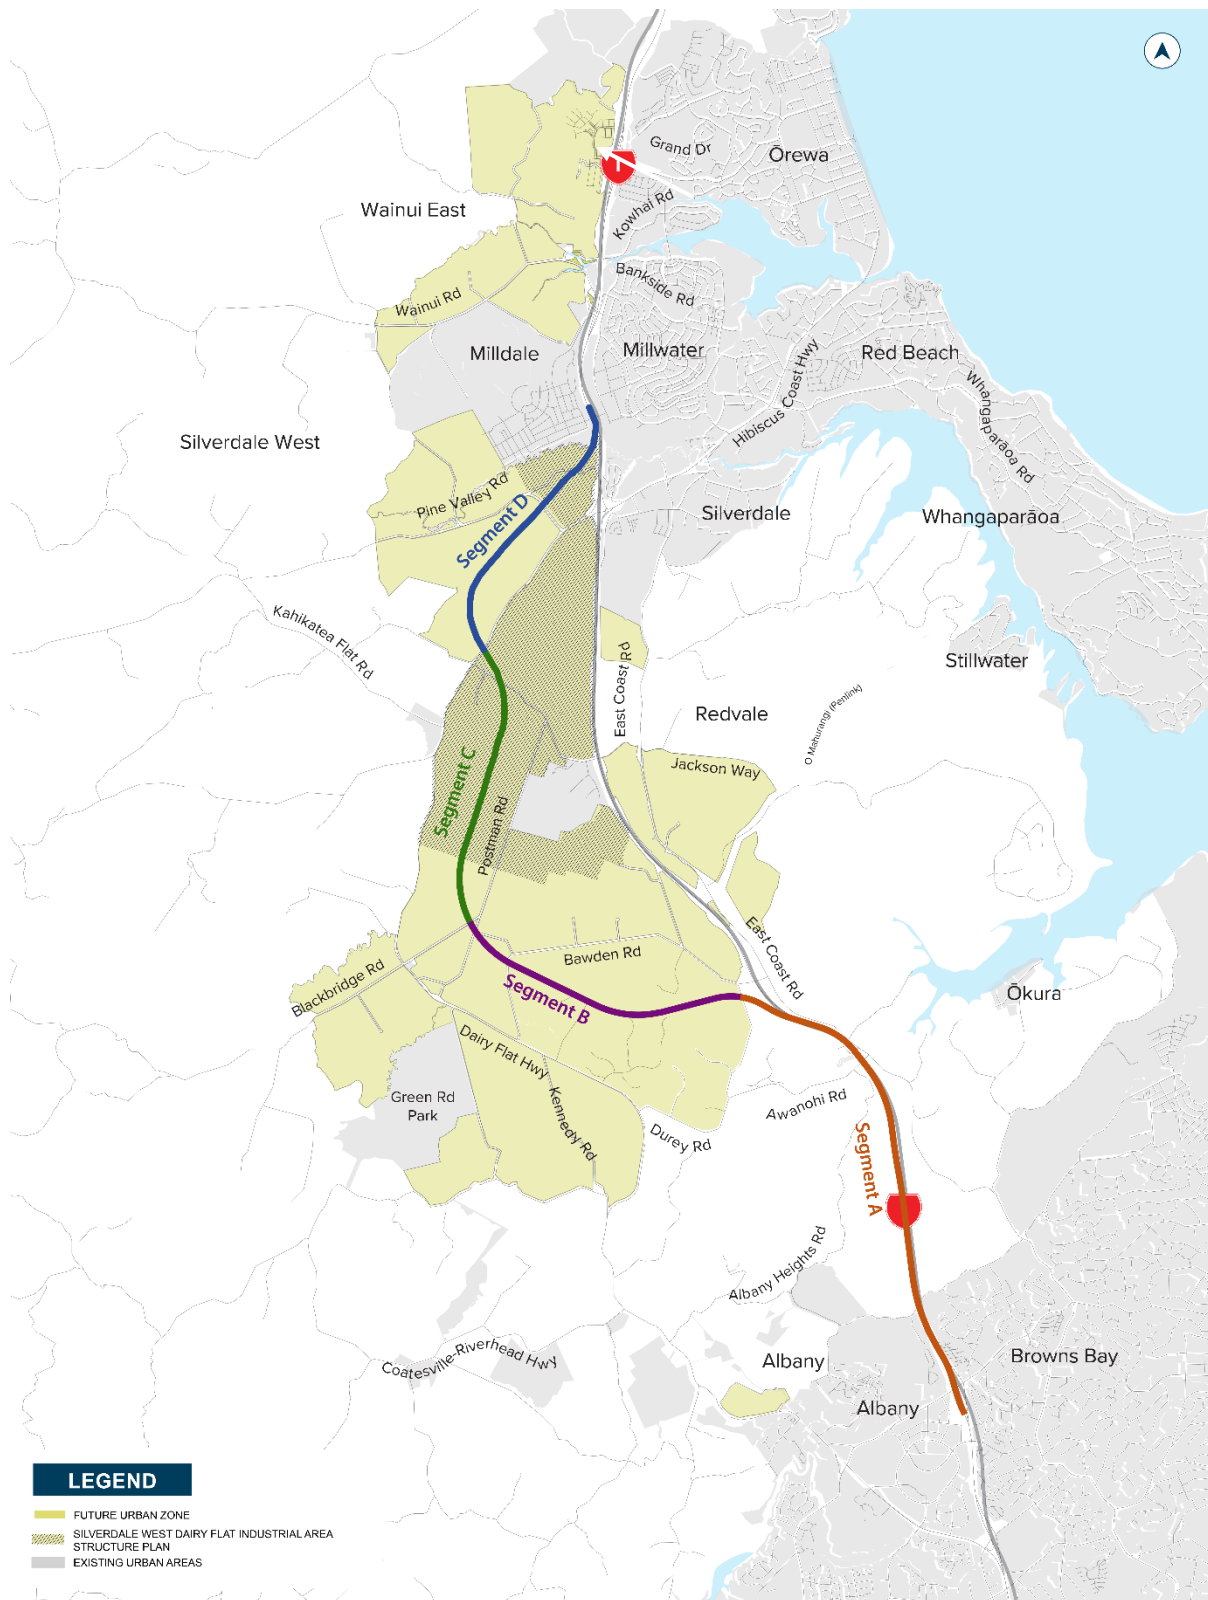 Grand Dr
Ōrewa
1
Wainui East
Kowhai Rd
Bankside Rd
Wainui Rd
Milldale
Millwater
Red Beach
Hibiscus Coast Hwy
Whangaparāoa Rd
Silverdale West
Pine Valley Rd
Segment D
Silverdale
Whangaparāoa
Kahikatea Flat Rd
Stillwater
East Coast Rd
Redvale
O Mahurangi (Penlink)
Jackson Way
Segment C
Postman Rd
East Coast Rd
Bawden Rd
Blackbridge Rd
Segment B
Ōkura
Dairy Flat Hwy
Green Rd
Park
Kennedy Rd
Awanohi Rd
Durey Rd
Segment A
Albany Heights Rd
Coatesville-Riverhead Hwy
Albany
Browns Bay
Albany
LEGEND
FUTURE URBAN ZONE
SILVERDALE WEST DAIRY FLAT INDUSTRIAL AREA
STRUCTURE PLAN
EXISTING URBAN AREAS